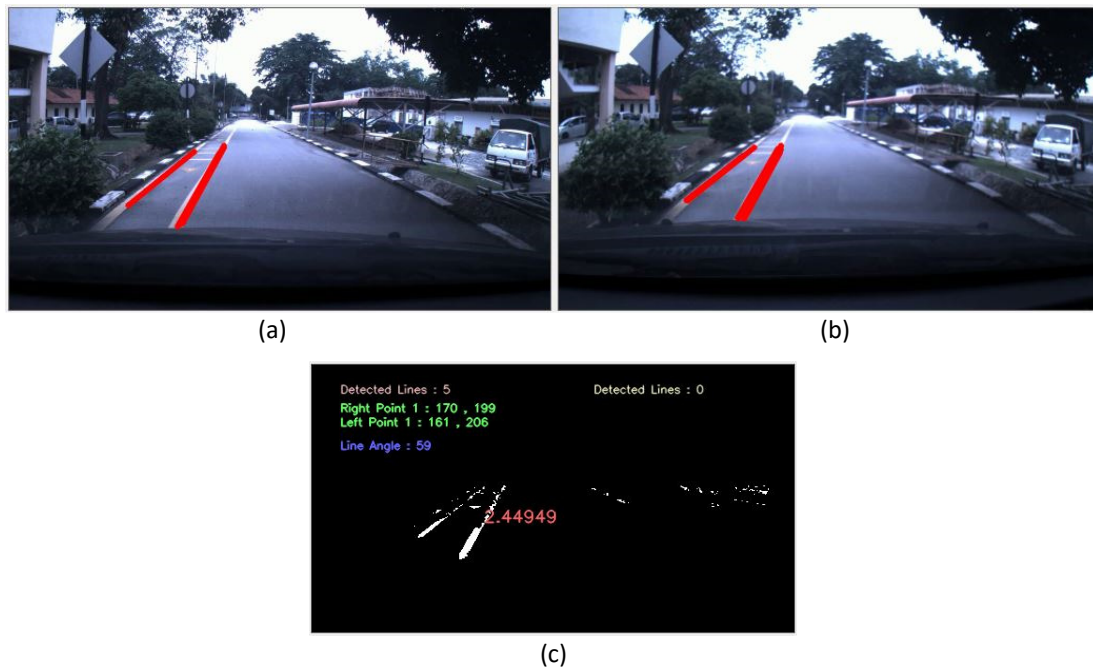 (a)
(b)
Detected Lines : 5
Detected Lines : 0
Right Point 1 : 170 , 199
Left Point 1 : 161 , 206
Line Angle : 59
2.44949
(c)